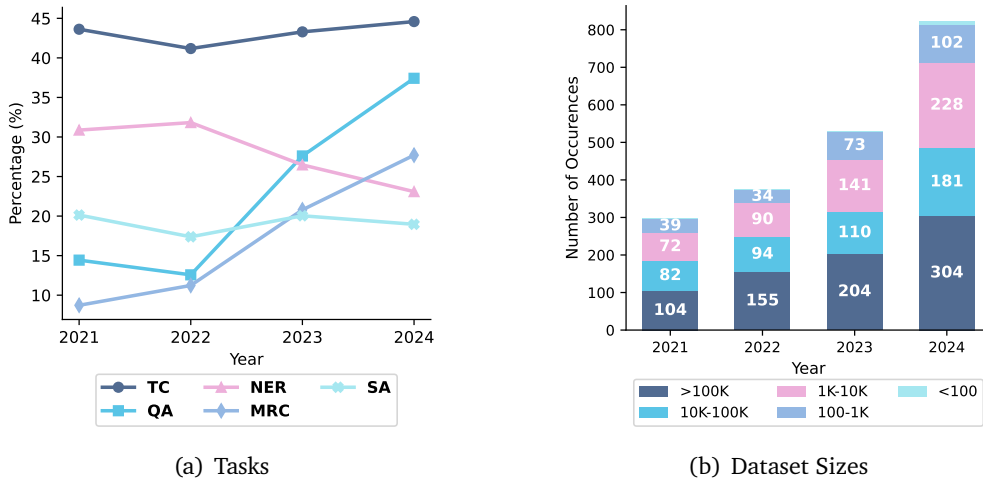 45
40
35
30
25
20
15
10
Percentage (%)
2021 2022 2023 2024
Year
TC NER SA
QA MRC
(a) Tasks
800
700
600
500
400
300
200
100
0
Number of Occurences
39
72
82
104
34
90
94
155
73
141
110
204
102
228
181
304
2021 2022 2023 2024
Year
>100K 1K-10K <100
10K-100K 100-1K
(b) Dataset Sizes